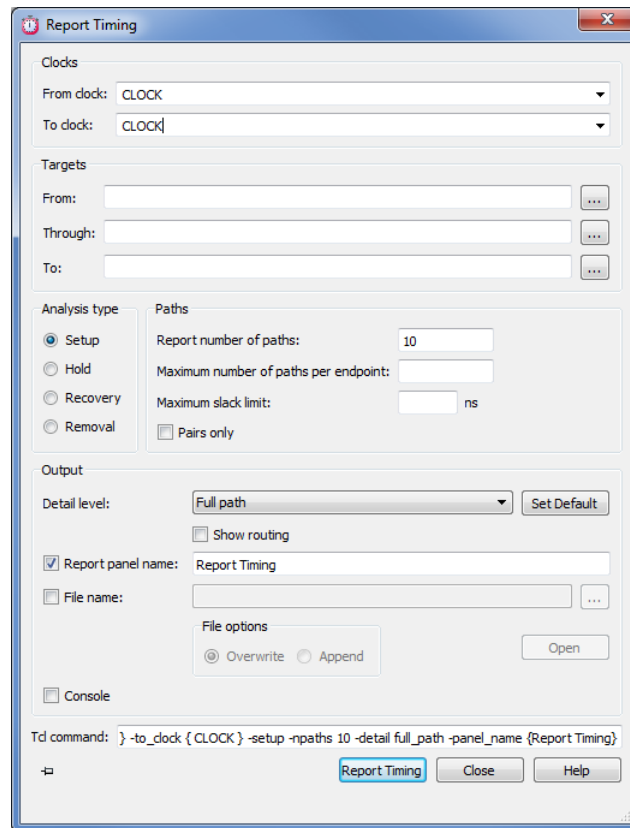 Report Timing
Clocks
From clock: CLOCK
To clock: CLOCK
Targets
From: ...
Through: ...
To: ...
Analysis type
Setup
Hold
Recovery
Removal
Paths
Report number of paths: 10
Maximum number of paths per endpoint:
Maximum slack limit: ns
Pairs only
Output
Detail level: Full path Set Default
Show routing
Report panel name: Report Timing
File name: ...
File options
Overwrite Append
Open
Console
Tcl command: } -to_clock { CLOCK } -setup -npaths 10 -detail full_path -panel_name {Report Timing}
Report Timing Close Help